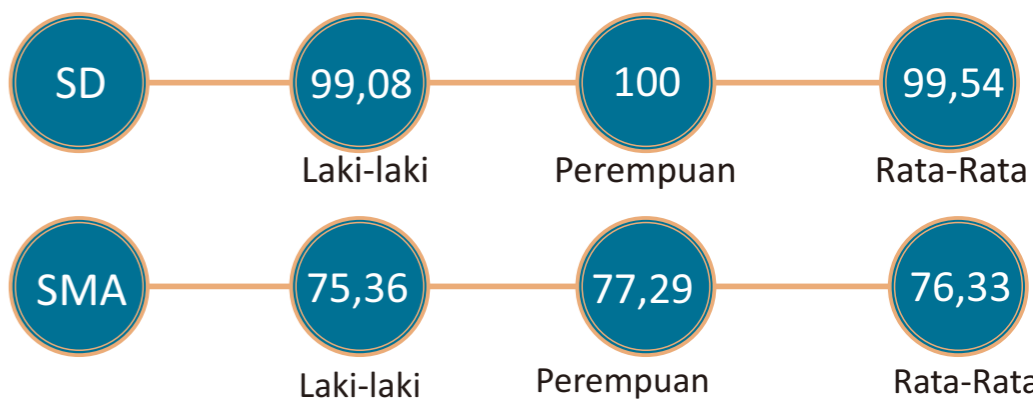 SD 99,08 100 99,54
Laki-laki Perempuan Rata-Rata
SMA 75,36 77,29 76,33
Laki-laki Perempuan Rata-Rata